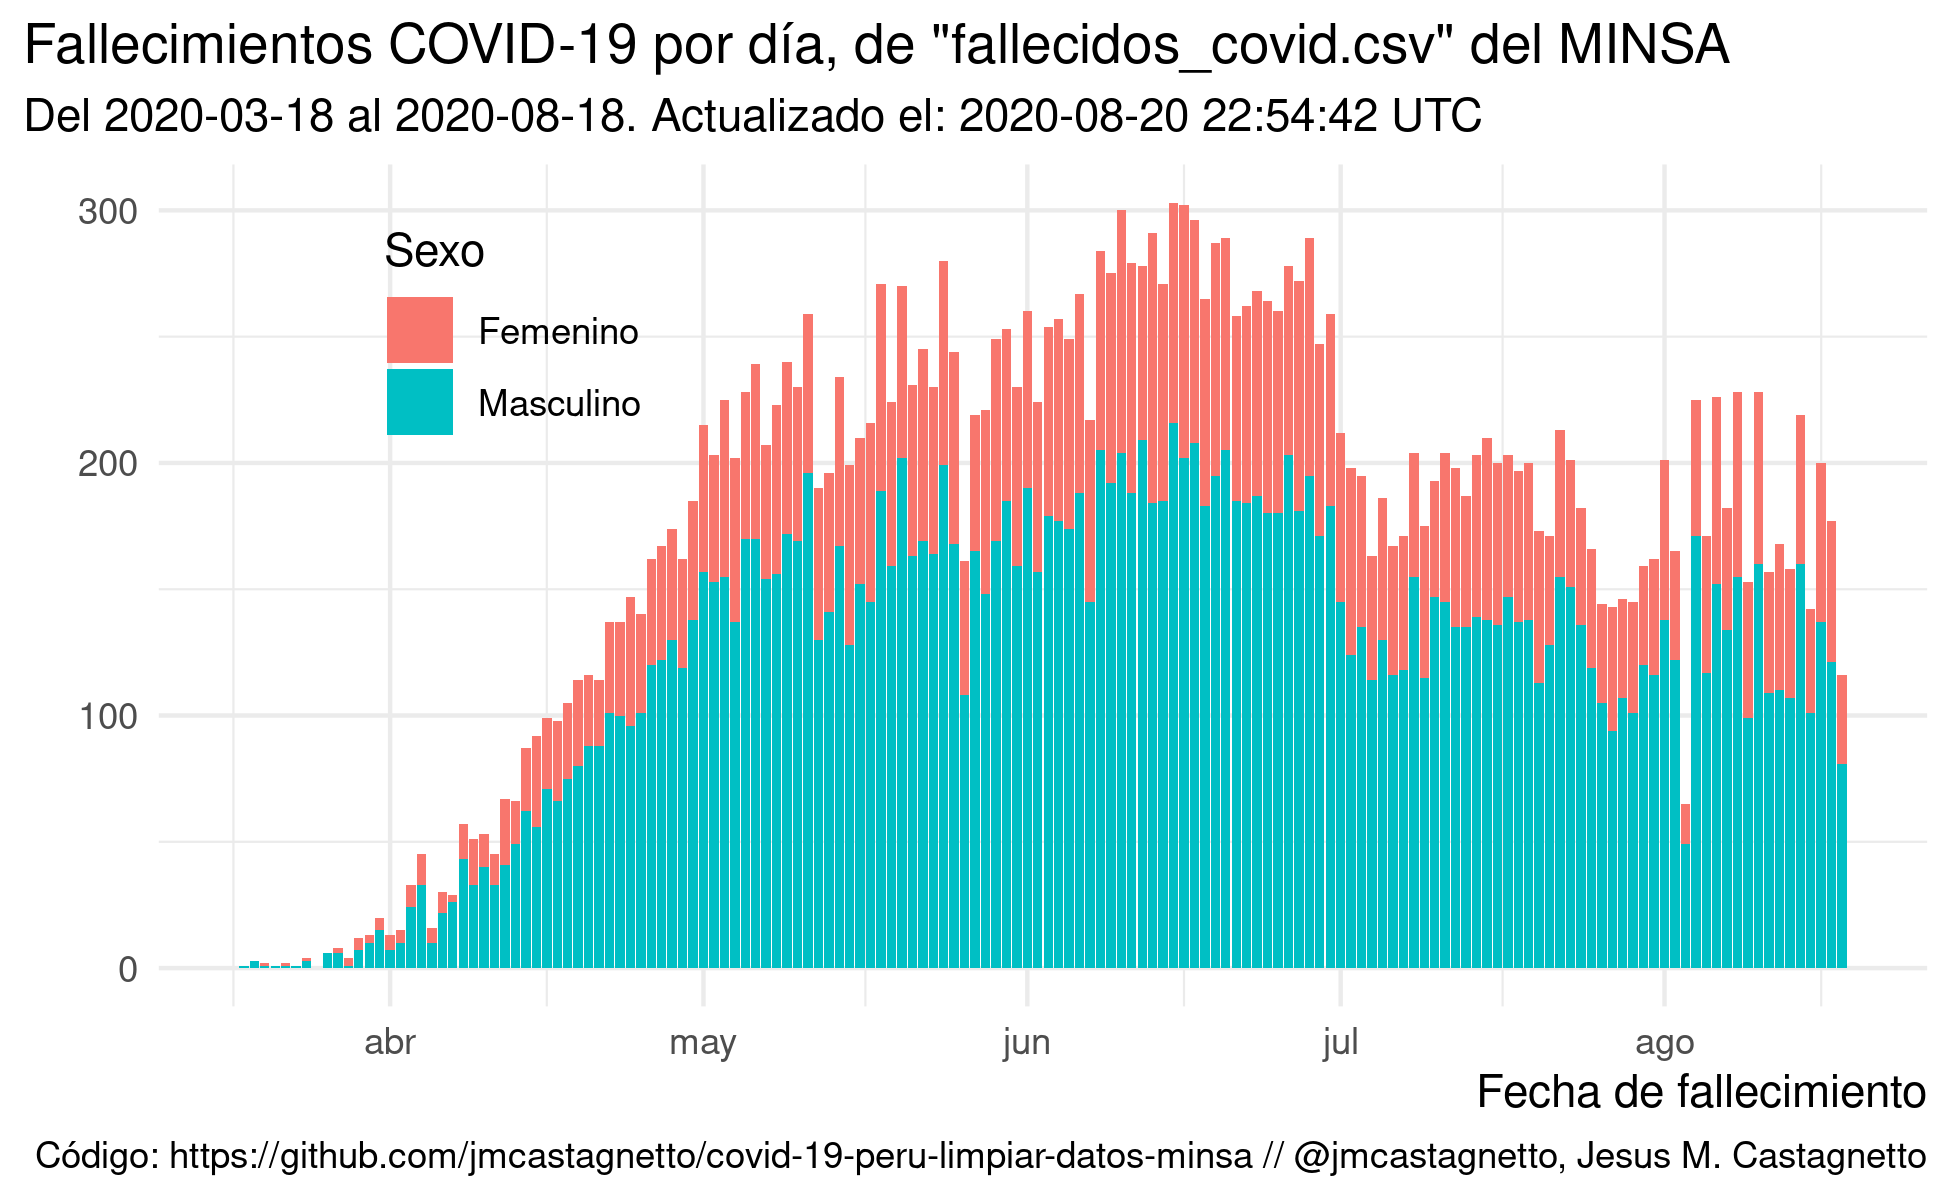 Fallecimientos COVID-19 por día, de "fallecidos_covid.csv" del MINSA
Del 2020-03-18 al 2020-08-18. Actualizado el: 2020-08-20 22:54:42 UTC
300
200
100
0
Sexo
Femenino
Masculino
abr may jun jul ago
Fecha de fallecimiento
Código: https://github.com/jmcastagnetto/covid-19-peru-limpiar-datos-minsa // @jmcastagnetto, Jesus M. Castagnetto